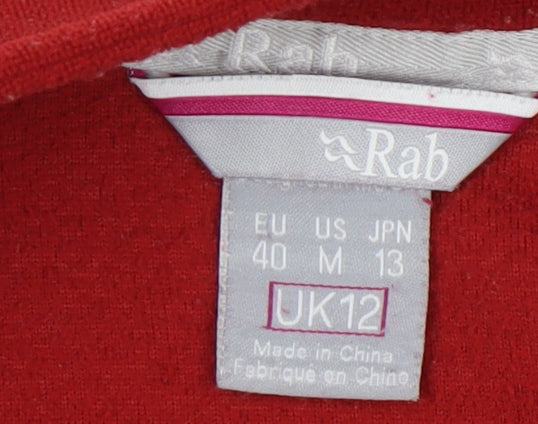 Rab
Rab
EU US JPN
40 M 13
UK12
Made in China
Fabriqué en Chine